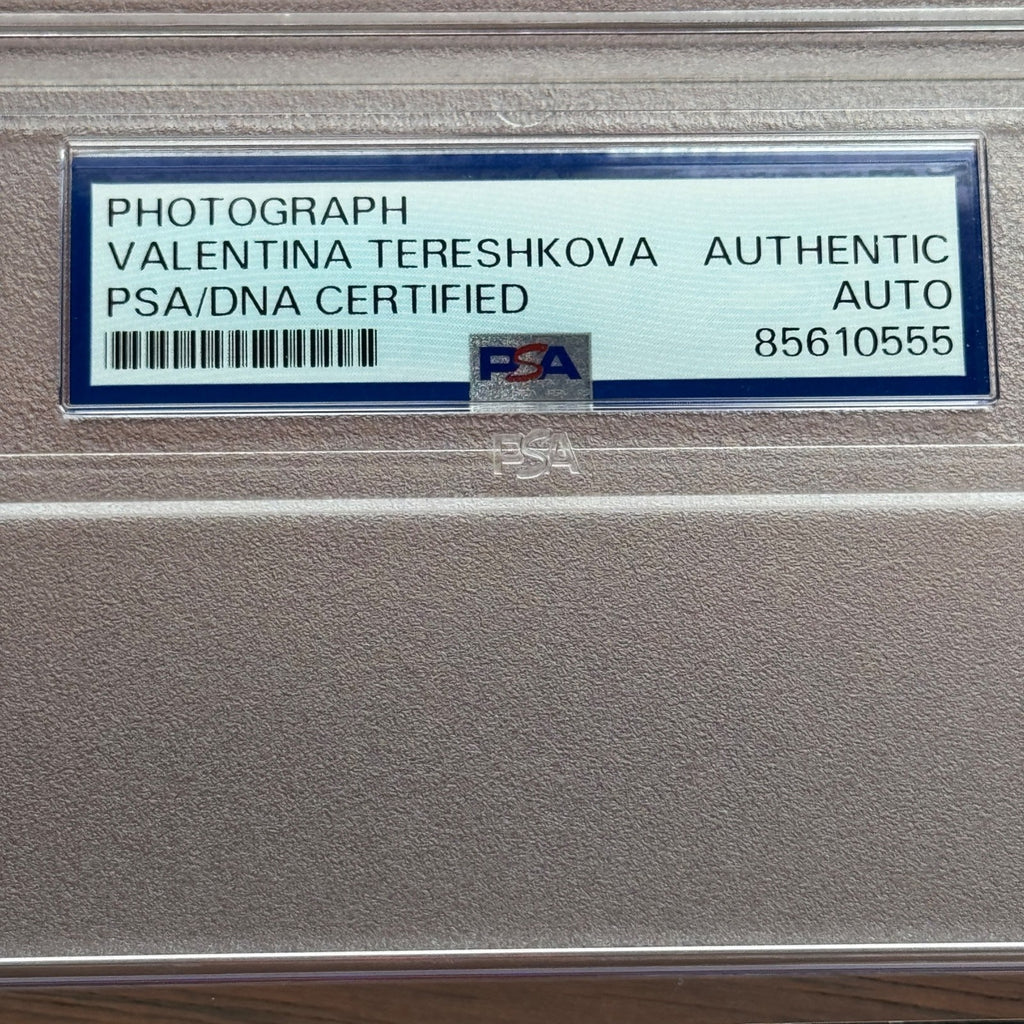 PHOTOGRAPH
VALENTINA TERESHKOVA AUTHENTIC
PSA/DNA CERTIFIED AUTO
85610555
PSA
PSA